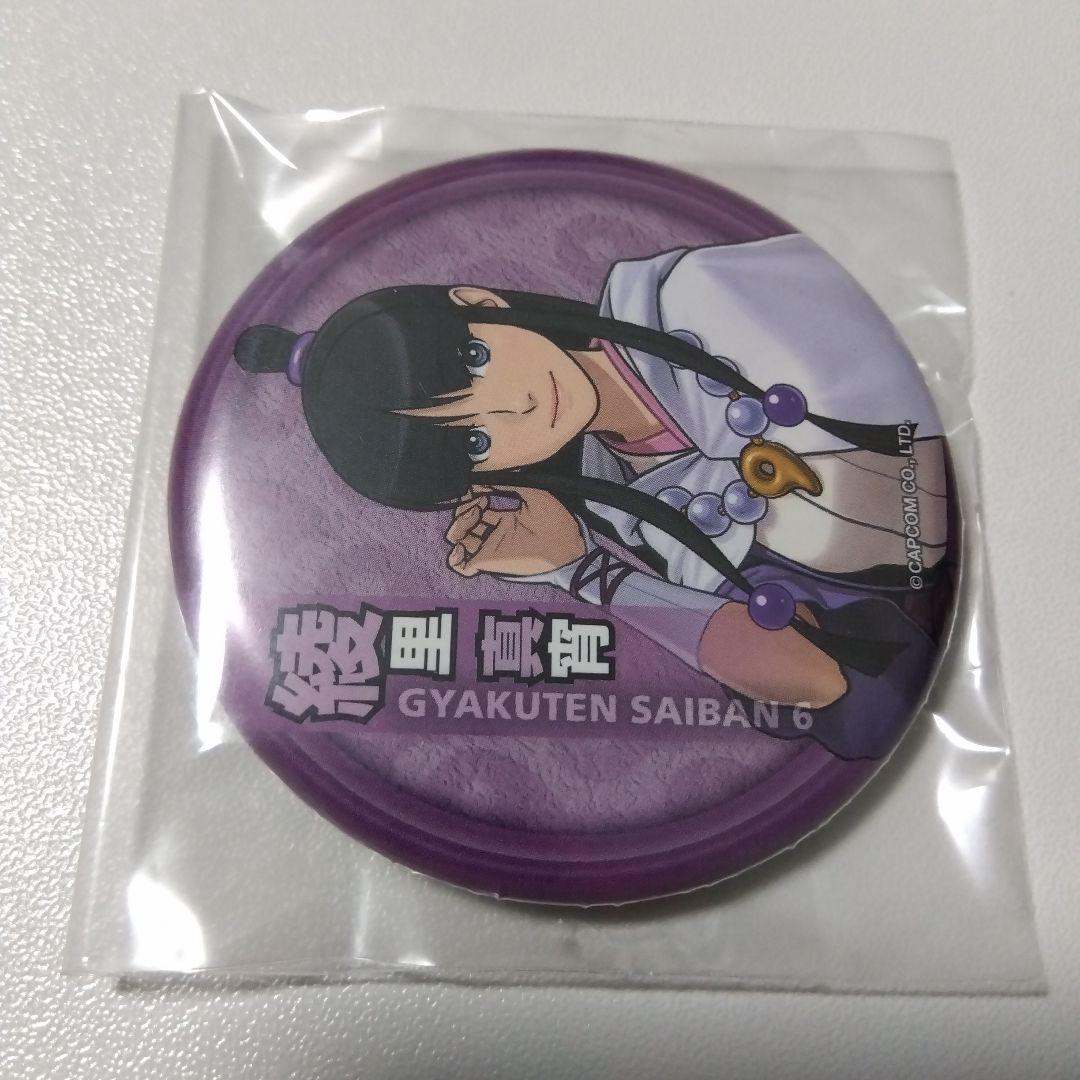 綾里 真宵
GYAKUTEN SAIBAN 6
© CAPCOM CO., LTD.